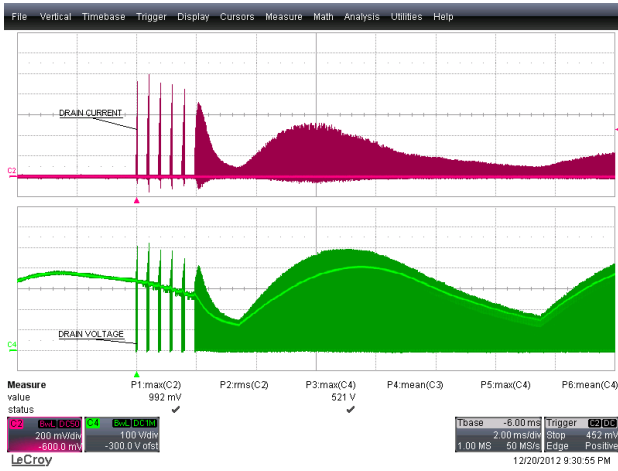 File Vertical Timebase Trigger Display Cursors Measure Math Analysis Utilities Help
DRAIN CURRENT
C2
DRAIN VOLTAGE
C4
Measure P1:max(C2) P2:rms(C2) P3:max(C4) P4:mean(C3) P5:max(C4) P6:mean(C3)
value 992 mV 521 V
status
C2 BwL DC50 C4 BwL DC1M Tbase -6.00 ms Trigger C2 DC
200 mV/div 100 V/div 2.00 ms/div Stop 452 mV
-600.0 mV -300.0 V ofst 1.00 MS 50 MS/s Edge Positive
LeCroy 12/20/2012 9:30:55 PM